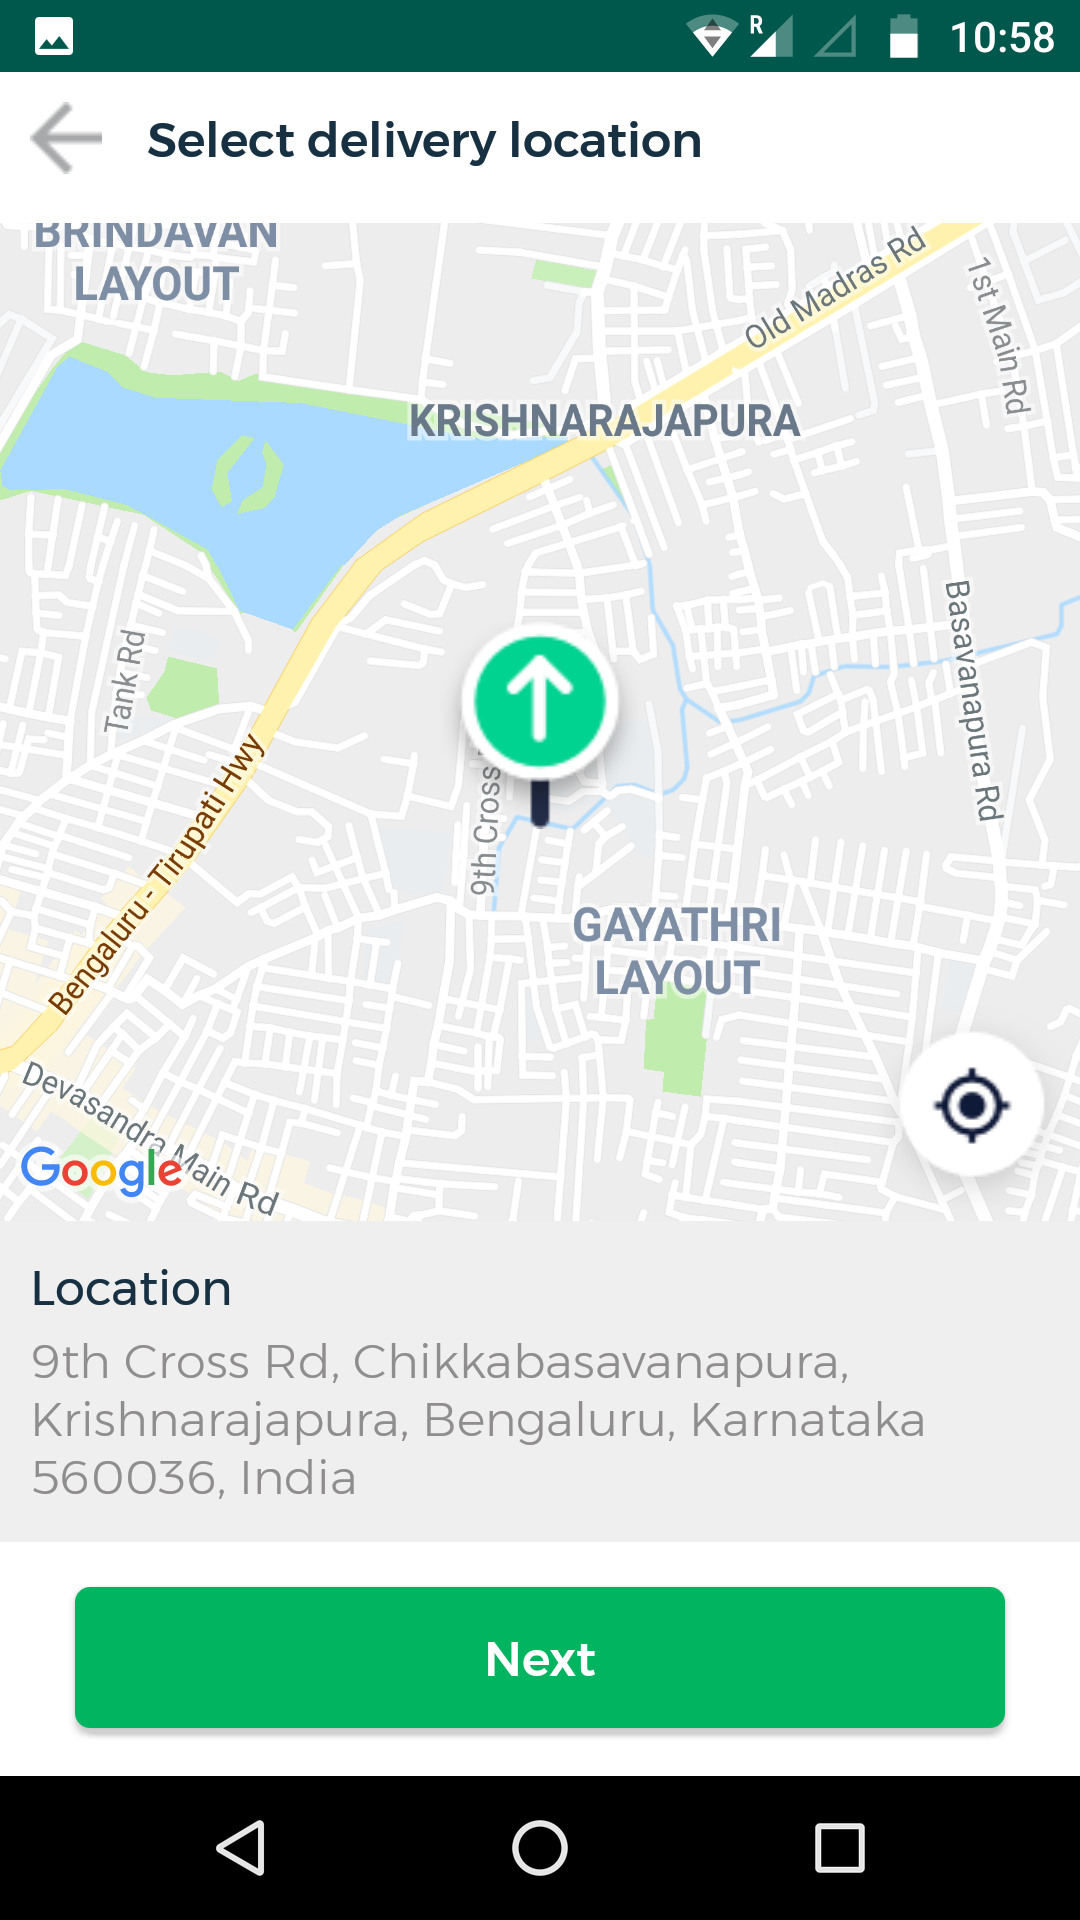 R
10:58
Select delivery location
BRINDAVAN
LAYOUT
Old Madras Rd
1st Main Rd
KRISHNARAJAPURA
Tank Rd
Basavanapura Rd
Bengaluru - Tirupati Hwy
9th Cross
GAYATHRI
LAYOUT
Devasandra Main Rd
Google
Location
9th Cross Rd, Chikkabasavanapura,
Krishnarajapura, Bengaluru, Karnataka
560036, India
Next